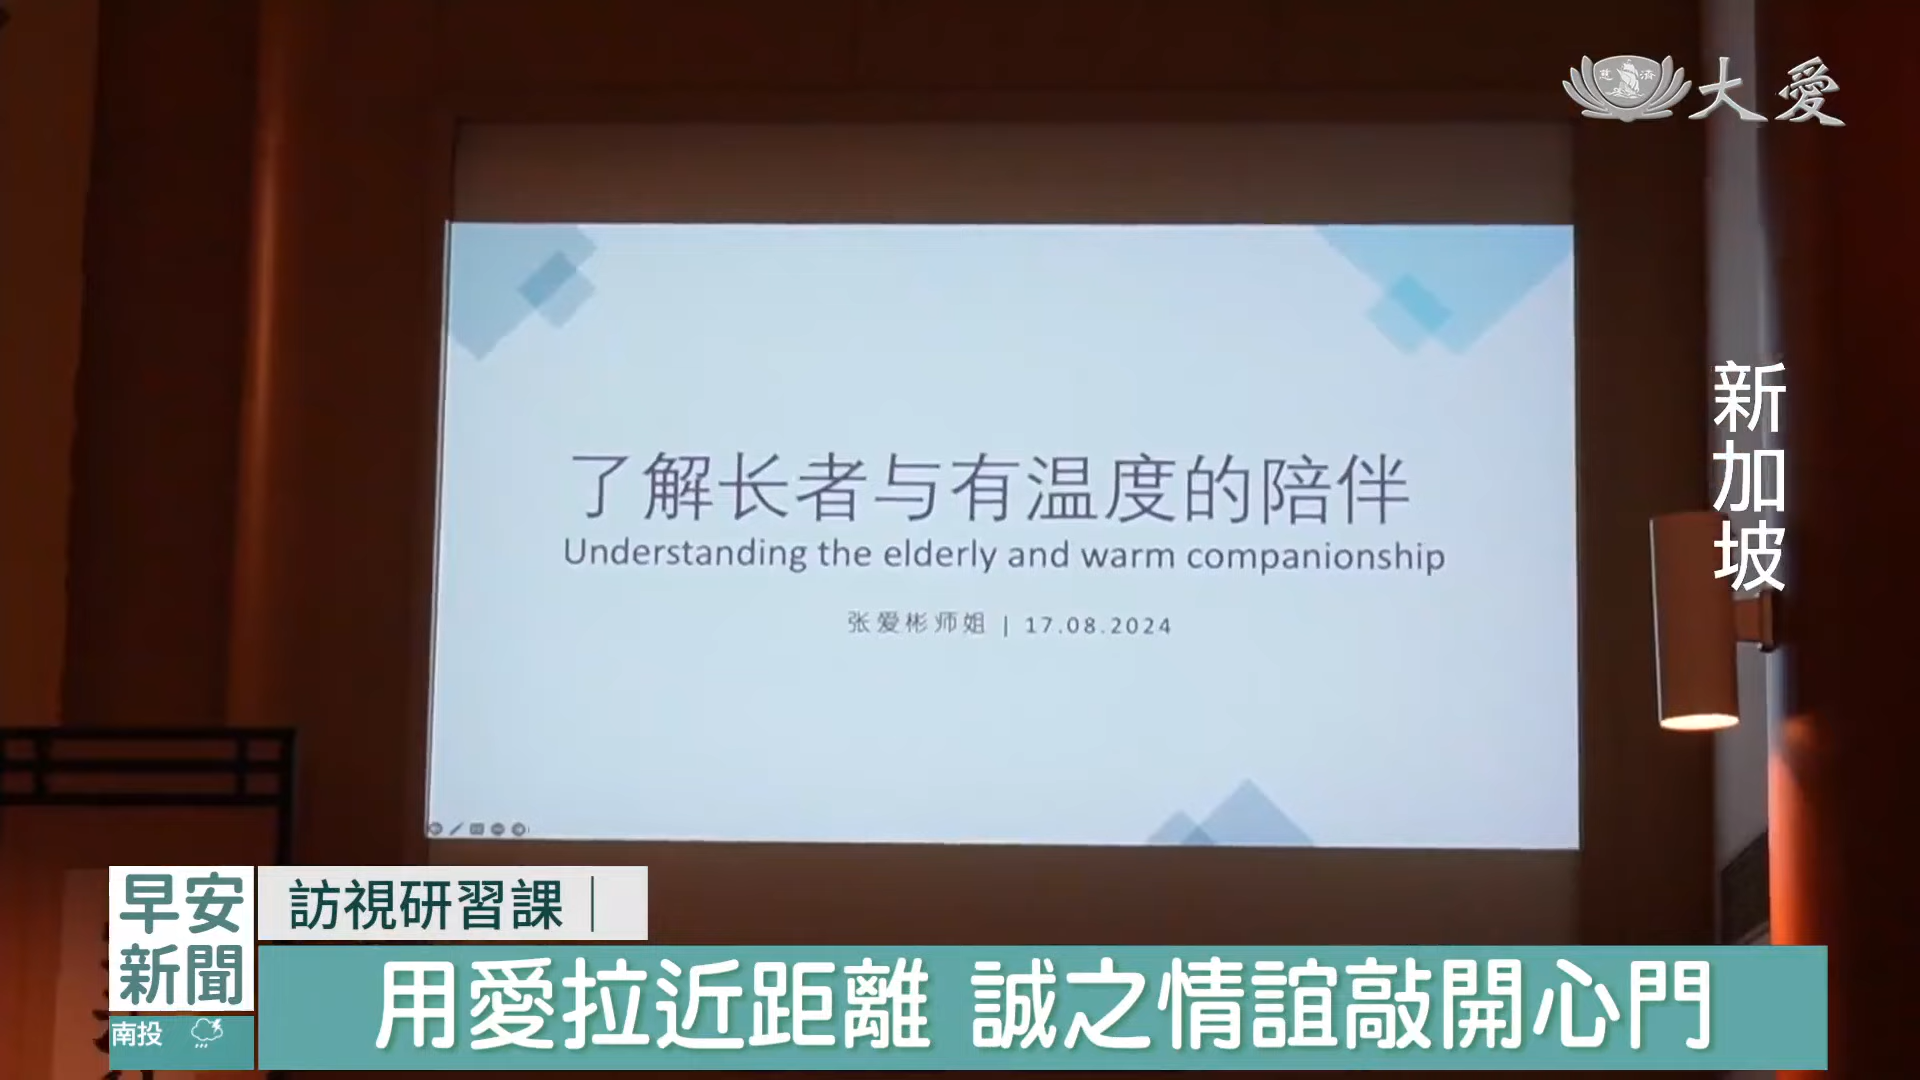 慈濟
大愛
新加坡
了解长者与有温度的陪伴
Understanding the elderly and warm companionship
张爱彬师姐 | 17.08.2024
早安
新聞
訪視研習課
用愛拉近距離 誠之情誼敲開心門
南投